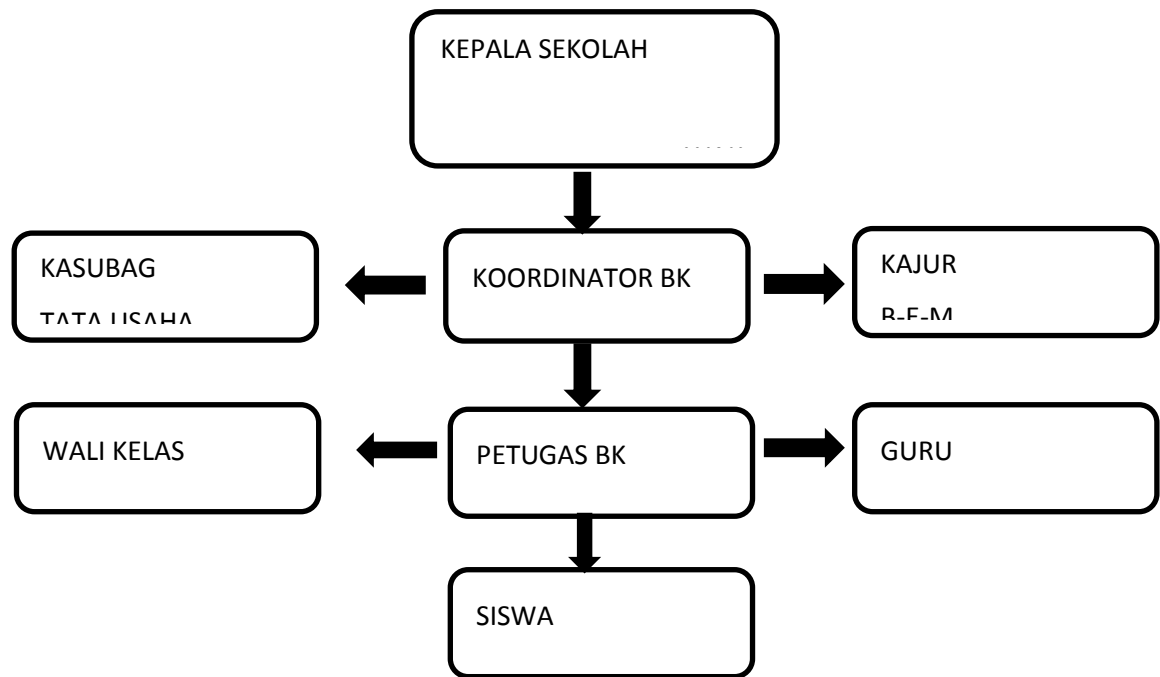 KEPALA SEKOLAH
KASUBAG
TATA USAHA
KOORDINATOR BK
KAJUR
B-E-M
WALI KELAS
PETUGAS BK
GURU
SISWA